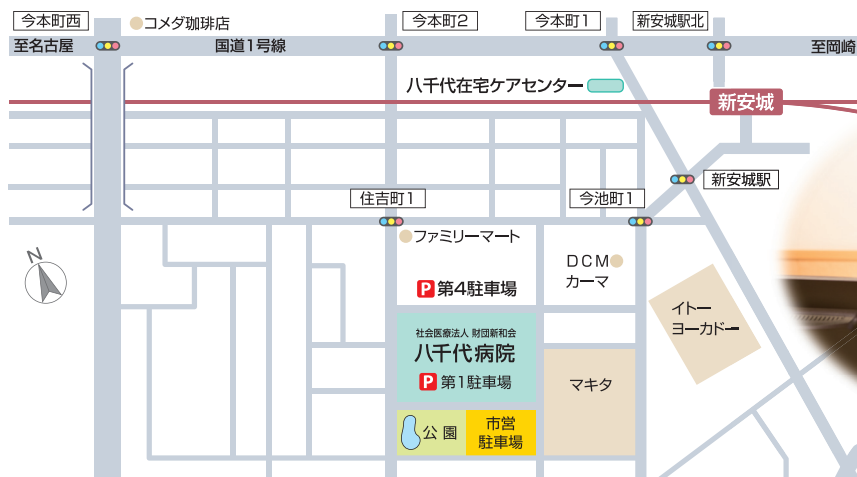 今本町西
コメダ珈琲店
今本町2
今本町1
新安城駅北
至名古屋
国道1号線
至岡崎
八千代在宅ケアセンター
新安城
新安城駅
住吉町1
今池町1
ファミリーマート
N
DCM
カーマ
P 第4駐車場
イトー
ヨーカドー
社会医療法人 財団新和会
八千代病院
P 第1駐車場
マキタ
公園
市営
駐車場